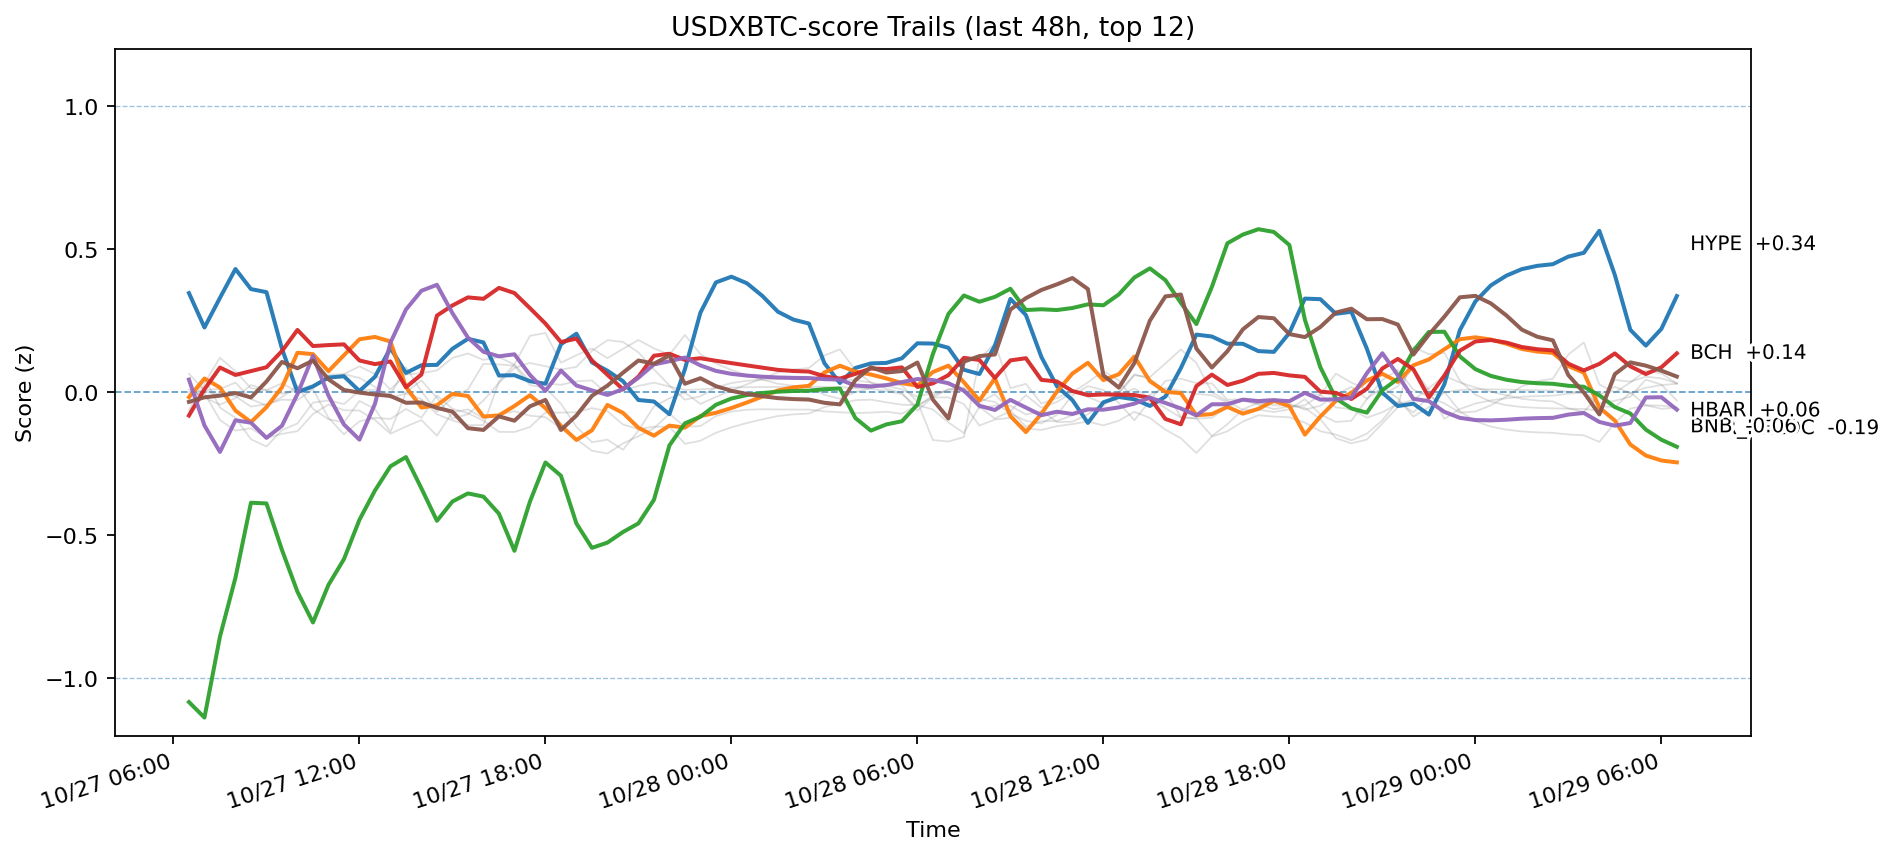 USDXBTC-score Trails (last 48h, top 12)
Score (z)
1.0
0.5
0.0
−0.5
−1.0
HYPE +0.34
BCH +0.14
HBAR +0.06
BNB -0.06
-0.19
10/27 06:00
10/27 12:00
10/27 18:00
10/28 00:00
10/28 06:00
10/28 12:00
10/28 18:00
10/29 00:00
10/29 06:00
Time